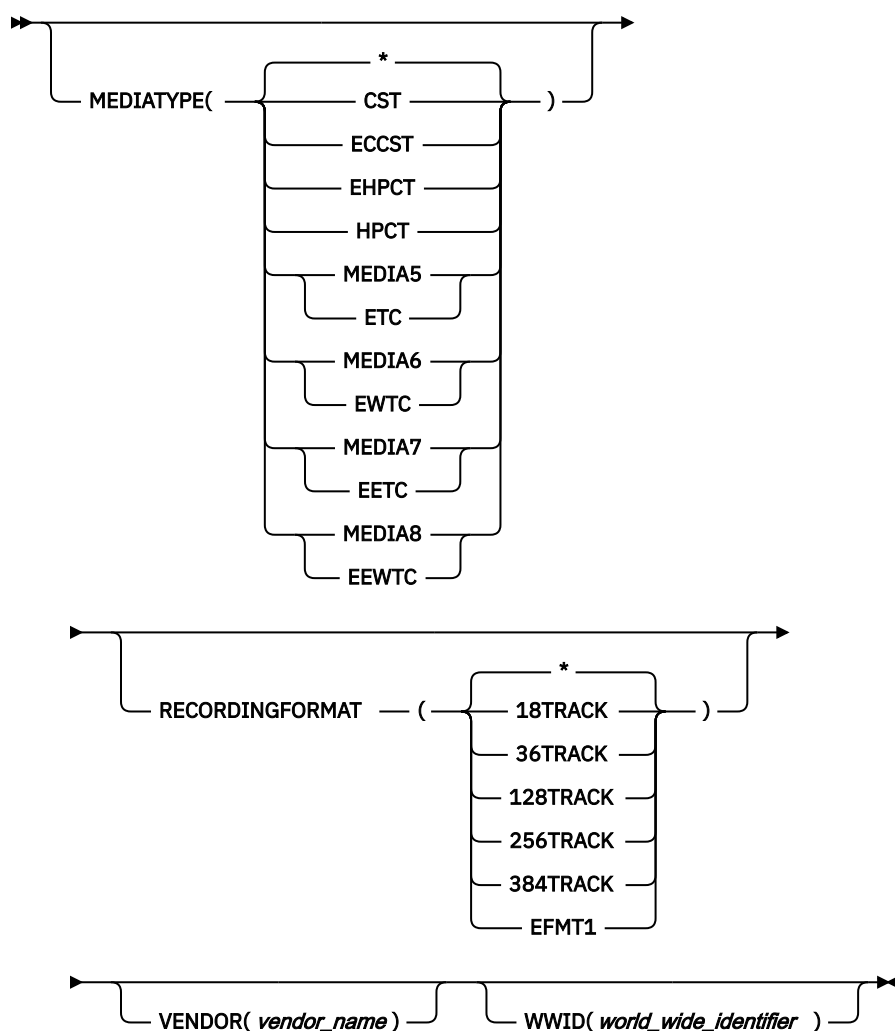 *
MEDIATYPE( CST )
ECCST
EHPCT
HPCT
MEDIA5
ETC
MEDIA6
EWTC
MEDIA7
EETC
MEDIA8
EEWTC
*
RECORDINGFORMAT ( 18TRACK )
36TRACK
128TRACK
256TRACK
384TRACK
EFMT1
VENDOR( vendor_name ) WWID( world_wide_identifier )